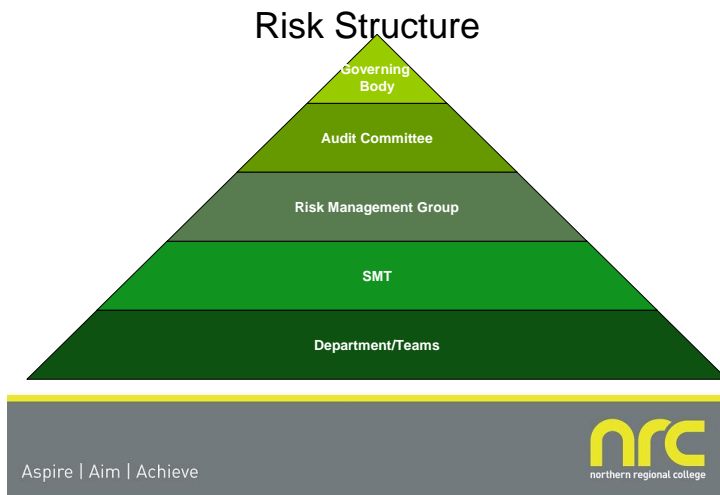 Risk Structure
Governing
Body
Audit Committee
Risk Management Group
SMT
Department/Teams
Aspire | Aim | Achieve
nrc
northern regional college